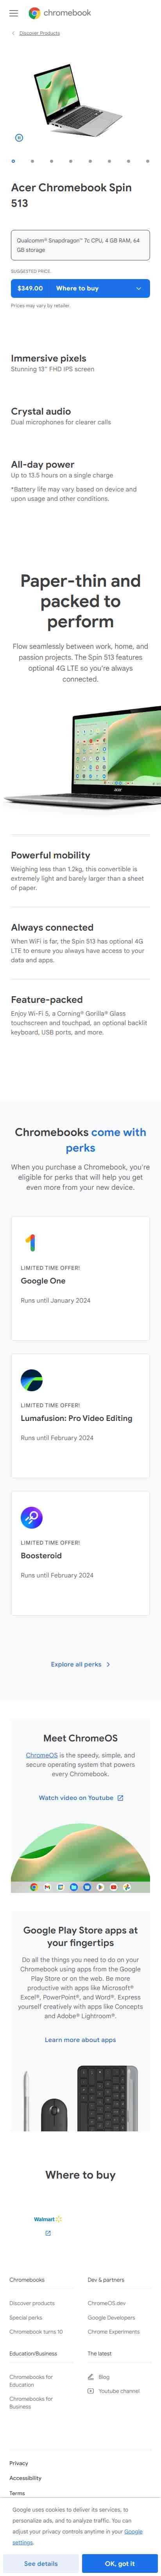 chromebook
Discover Products
Acer Chromebook Spin
513
Qualcomm® Snapdragon™ 7c CPU, 4 GB RAM, 64
GB storage
SUGGESTED PRICE.
$349.00 Where to buy
Prices may vary by retailer.
Immersive pixels
Stunning 13" FHD IPS screen
Crystal audio
Dual microphones for clearer calls
All-day power
Up to 13.5 hours on a single charge
*Battery life may vary based on device and
upon usage and other conditions.
Paper-thin and
packed to
perform
Flow seamlessly between work, home, and
passion projects. The Spin 513 features
optional 4G LTE so you're always
connected.
acer
Powerful mobility
Weighing less than 1.2kg, this convertible is
extremely light and barely larger than a sheet
of paper.
Always connected
When WiFi is far, the Spin 513 has optional 4G
LTE to ensure you always have access to your
data and apps.
Feature-packed
Enjoy Wi-Fi 5, a Corning® Gorilla® Glass
touchscreen and touchpad, an optional backlit
keyboard, USB ports, and more.
Chromebooks come with
perks
When you purchase a Chromebook, you're
eligible for perks that will help you get
even more from your new device.
LIMITED TIME OFFER!
Google One
Runs until January 2024
LIMITED TIME OFFER!
Lumafusion: Pro Video Editing
Runs until February 2024
LIMITED TIME OFFER!
Boosteroid
Runs until February 2024
Explore all perks
Meet ChromeOS
ChromeOS is the speedy, simple, and
secure operating system that powers
every Chromebook.
Watch video on Youtube
Google Play Store apps at
your fingertips
Do all the things you need to do on your
Chromebook using apps from the Google
Play Store or on the web. Be more
productive with apps like Microsoft®
Excel®, PowerPoint®, and Word®. Express
yourself creatively with apps like Concepts
and Adobe® Lightroom®.
Learn more about apps
Where to buy
Walmart
Chromebooks
Discover products
Special perks
Chromebook turns 10
Dev & partners
ChromeOS.dev
Google Developers
Chrome Experiments
Education/Business
Chromebooks for
Education
Chromebooks for
Business
The latest
Blog
Youtube channel
Privacy
Accessibility
Terms
Google uses cookies to deliver its services, to
personalise ads, and to analyze traffic. You can
adjust your privacy controls anytime in your Google
settings.
See details
OK, got it